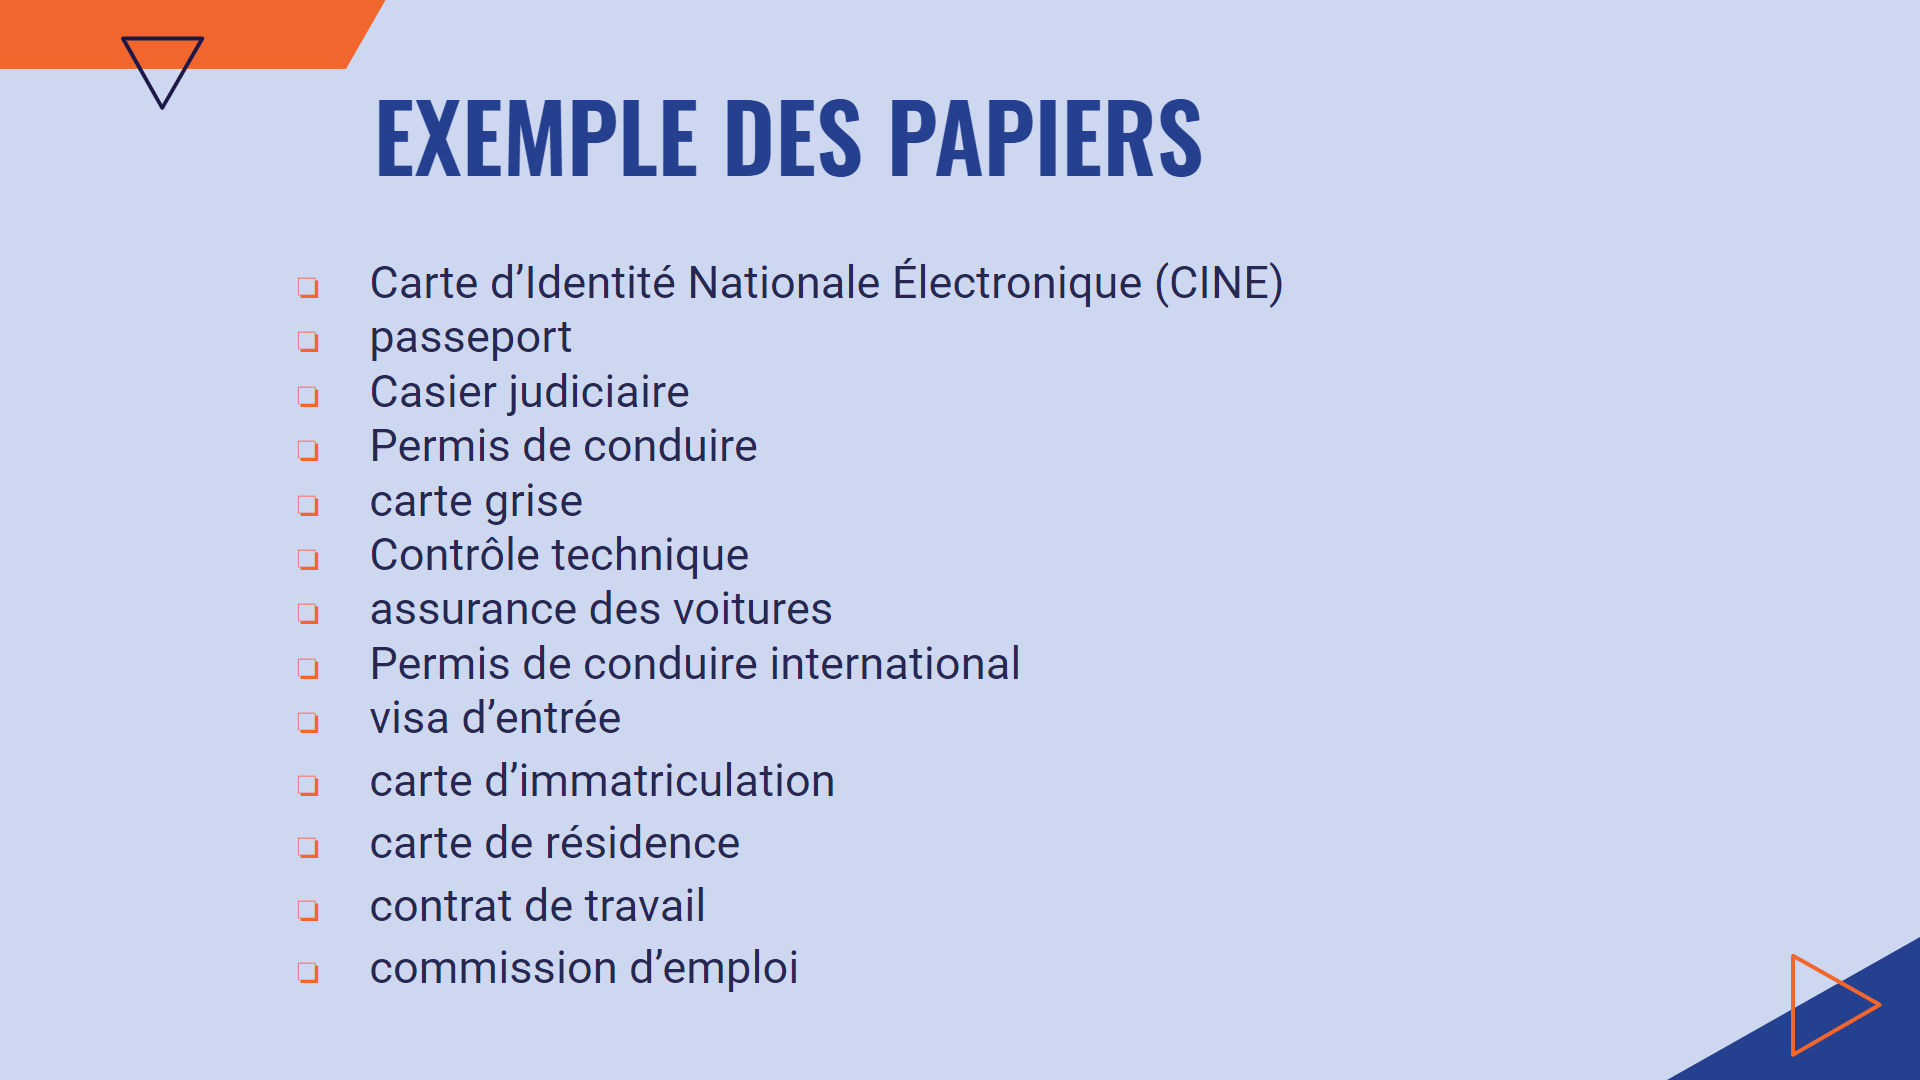 EXEMPLE DES PAPIERS
❏ Carte d’Identité Nationale Électronique (CINE)
❏ passeport
❏ Casier judiciaire
❏ Permis de conduire
❏ carte grise
❏ Contrôle technique
❏ assurance des voitures
❏ Permis de conduire international
❏ visa d’entrée
❏ carte d’immatriculation
❏ carte de résidence
❏ contrat de travail
❏ commission d’emploi